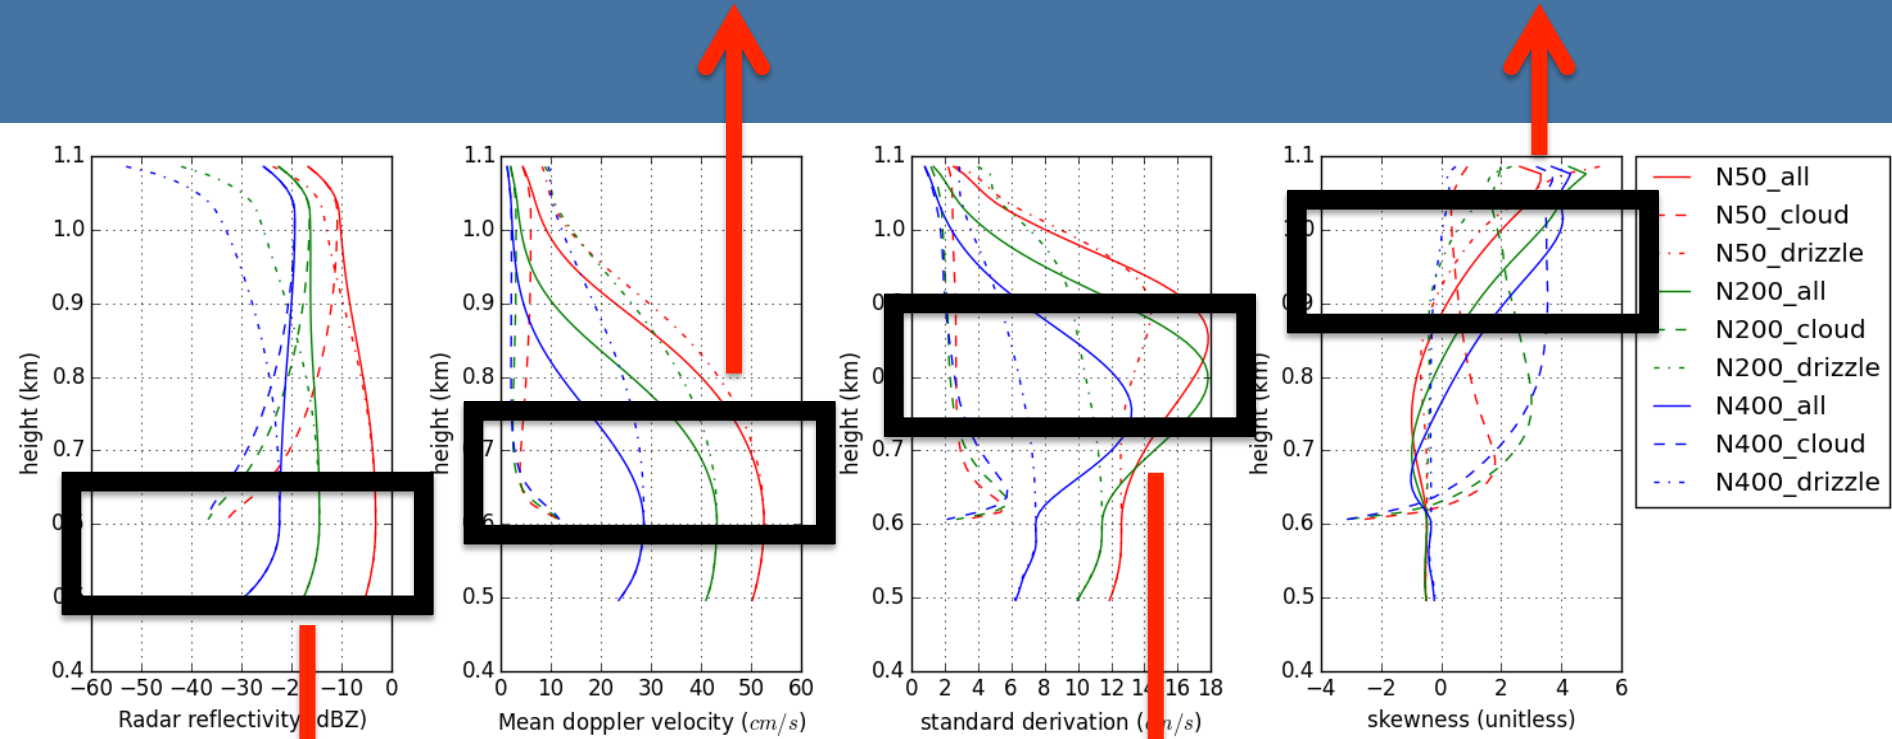 1.1
1.0
0.9
0.8
0.7
0.4
−60 −50 −40 −30 −10 0
height (km)
Radar reflectivity dBZ)
1.1
1.0
0.9
0.8
0.5
0.4
0 10 20 30 40 50 60
height (km)
Mean doppler velocity (cm/s)
1.1
1.0
0.7
0.6
0.5
0.4
0 2 4 6 8 10 12 16 18
height (km)
standard derivation
1.1
0.8
0.7
0.6
0.5
0.4
−4 −2 0 2 4 6
skewness (unitless)
N50_all
N50_cloud
N50_drizzle
N200_all
N200_cloud
N200_drizzle
N400_all
N400_cloud
N400_drizzle